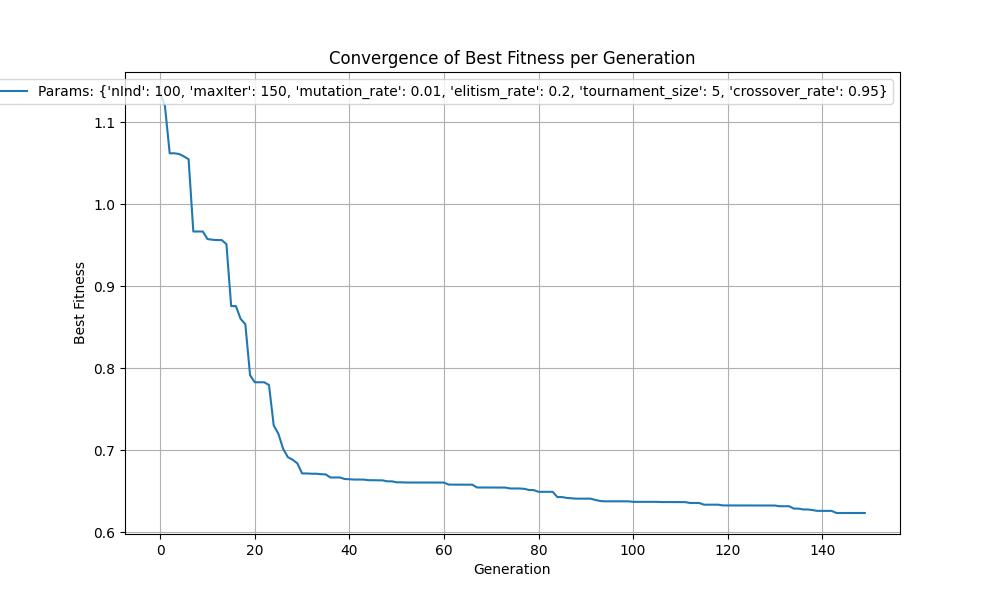 Convergence of Best Fitness per Generation
Params: {'nInd': 100, 'maxIter': 150, 'mutation_rate': 0.01, 'elitism_rate': 0.2, 'tournament_size': 5, 'crossover_rate': 0.95}
Best Fitness
1.1
1.0
0.9
0.8
0.7
0.6
0 20 40 60 80 100 120 140
Generation